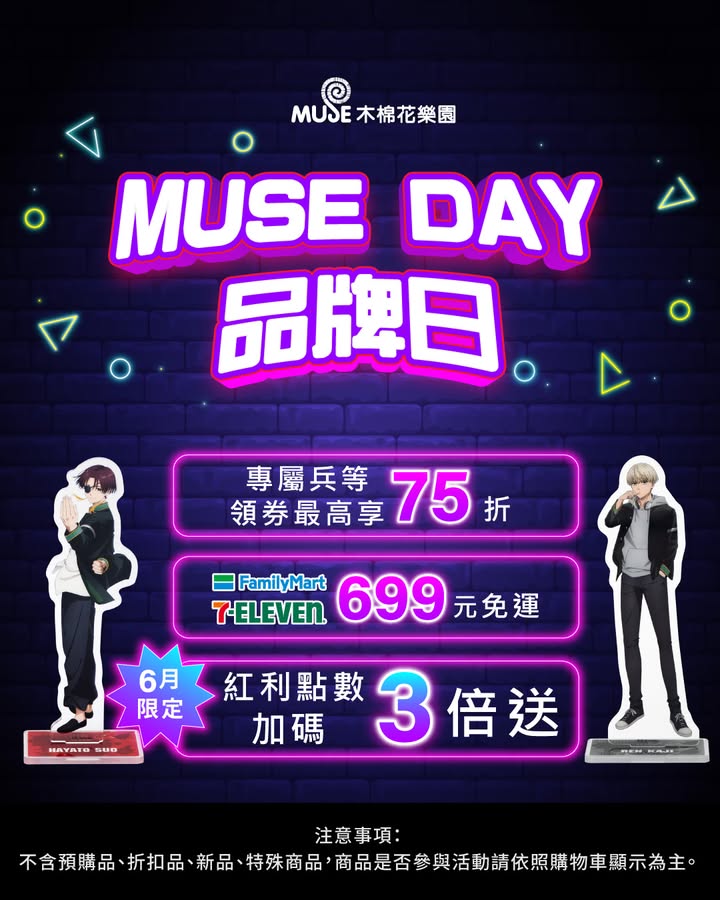 MUSE 木棉花樂園
MUSE DAY
品牌日
專屬兵等
領券最高享 75 折
FamilyMart
7-ELEVEN.
699 元免運
6月
限定
紅利點數
加碼
3 倍送
HAYATO SUO
REN KAJI
注意事項：
不含預購品、折扣品、新品、特殊商品，商品是否參與活動請依照購物車顯示為主。